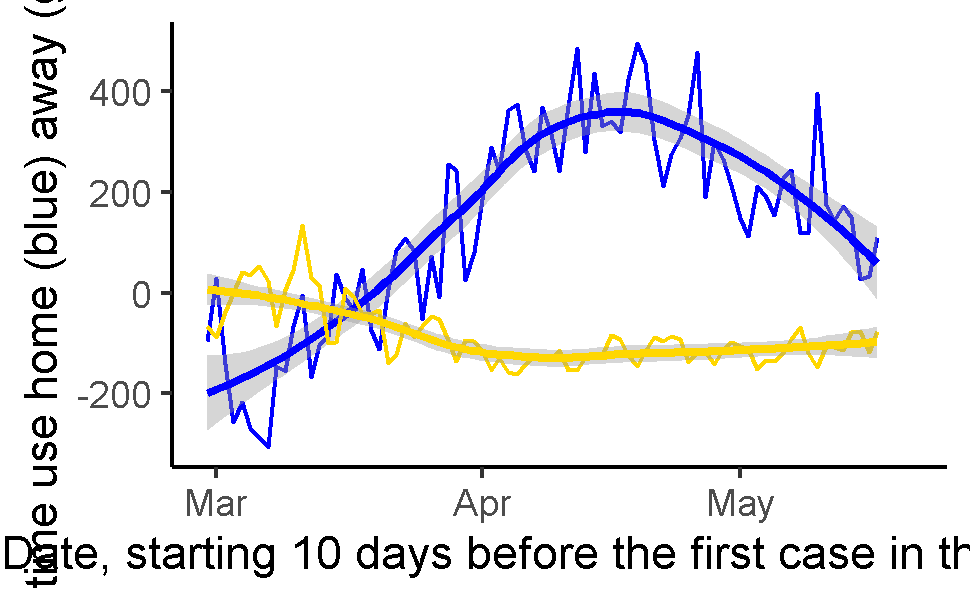 time use home (blue) away (
400
200
0
-200
Mar Apr May
Date, starting 10 days before the first case in th